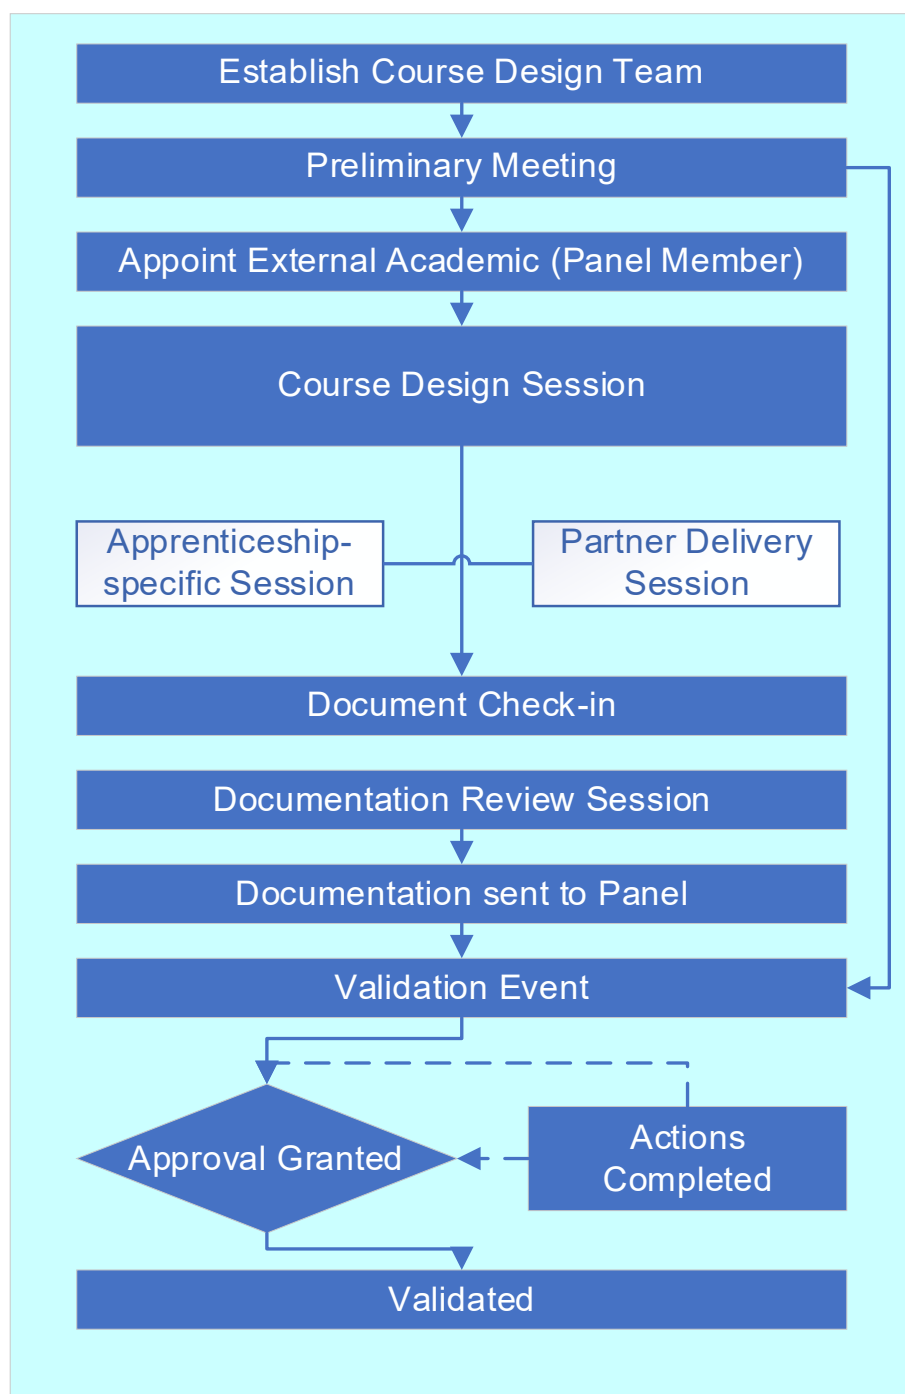 Establish Course Design Team
Preliminary Meeting
Appoint External Academic (Panel Member)
Course Design Session
Apprenticeship-
specific Session
Partner Delivery
Session
Document Check-in
Documentation Review Session
Documentation sent to Panel
Validation Event
Approval Granted
Actions
Completed
Validated